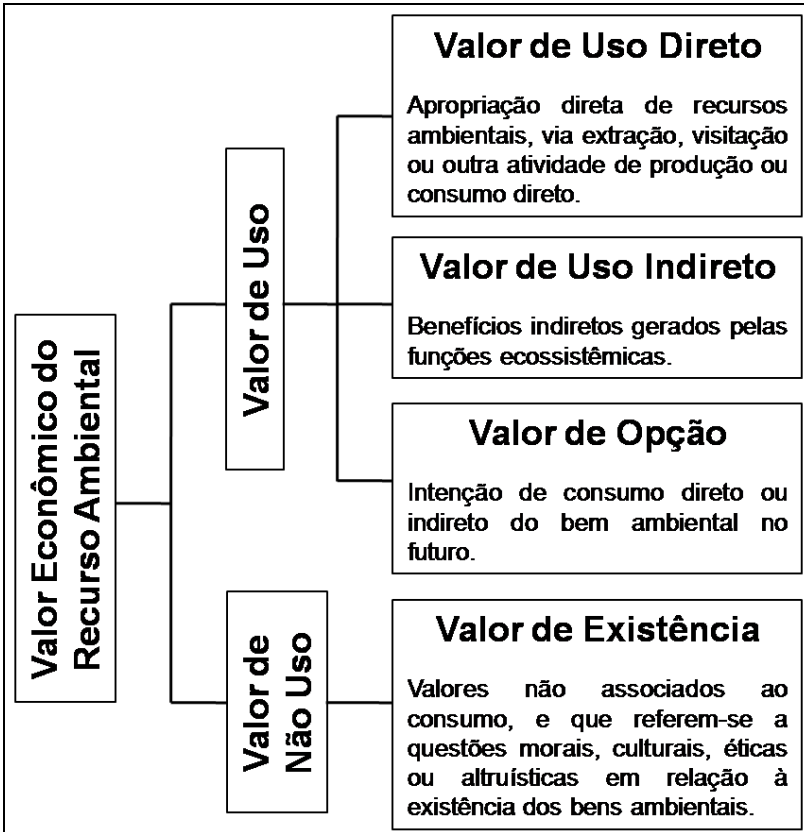 Valor Econômico do
Recurso Ambiental
Valor de Uso
Valor de Uso Direto
Apropriação direta de recursos
ambientais, via extração, visitação
ou outra atividade de produção ou
consumo direto.
Valor de Uso Indireto
Benefícios indiretos gerados pelas
funções ecossistêmicas.
Valor de Opção
Intenção de consumo direto ou
indireto do bem ambiental no
futuro.
Valor de
Não Uso
Valor de Existência
Valores não associados ao
consumo, e que referem-se a
questões morais, culturais, éticas
ou altruísticas em relação à
existência dos bens ambientais.